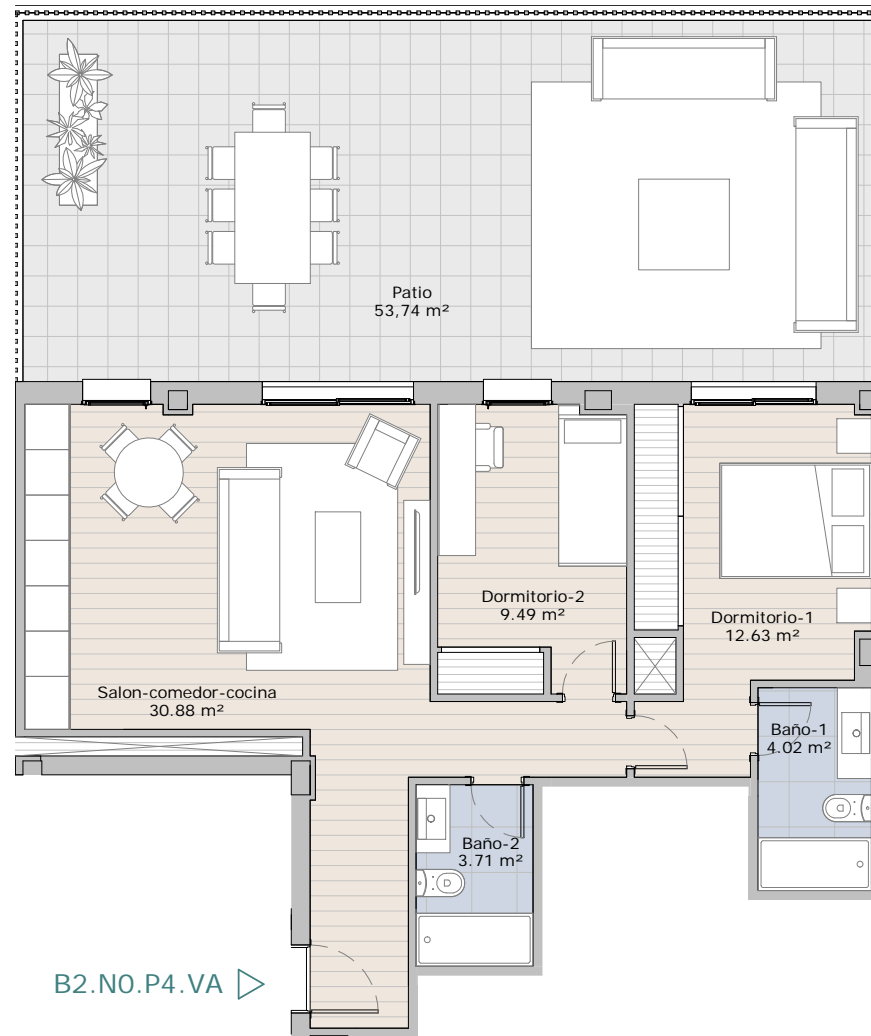 Patio
53,74 m²
Dormitorio-2
9.49 m²
Dormitorio-1
12.63 m²
Salon-comedor-cocina
30.88 m²
Baño-1
4.02 m²
Baño-2
3.71 m²
B2.N0.P4.VA